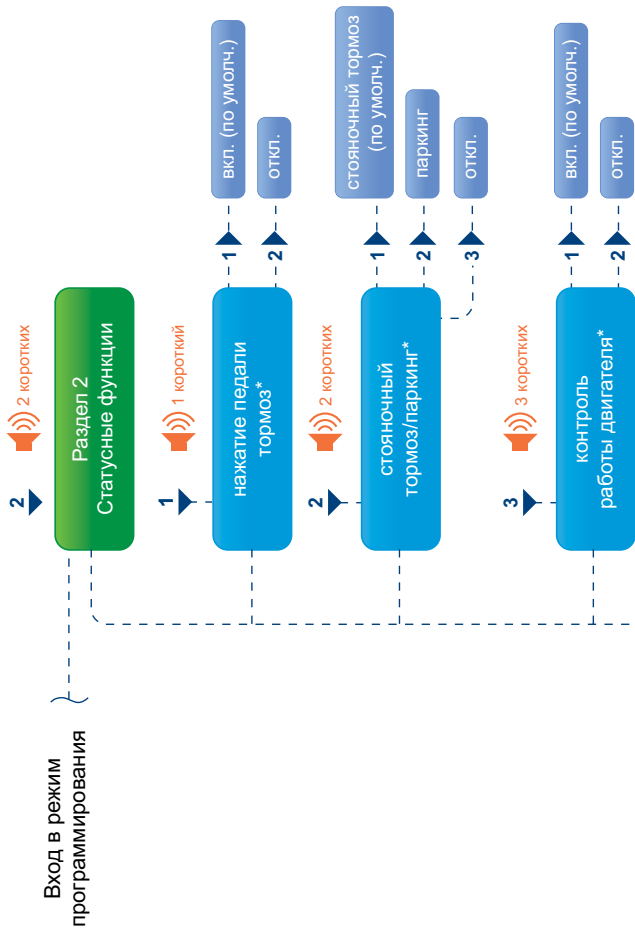 Вход в режим
программирования
2
2 коротких
Раздел 2
Статусные функции
1
1 короткий
нажатие педали
тормоз*
1
вкл. (по умолч.)
2
откл.
2
2 коротких
стояночный
тормоз/паркинг*
1
стояночный тормоз
(по умолч.)
2
паркинг
3
откл.
3
3 коротких
контроль
работы двигателя*
1
вкл. (по умолч.)
2
откл.